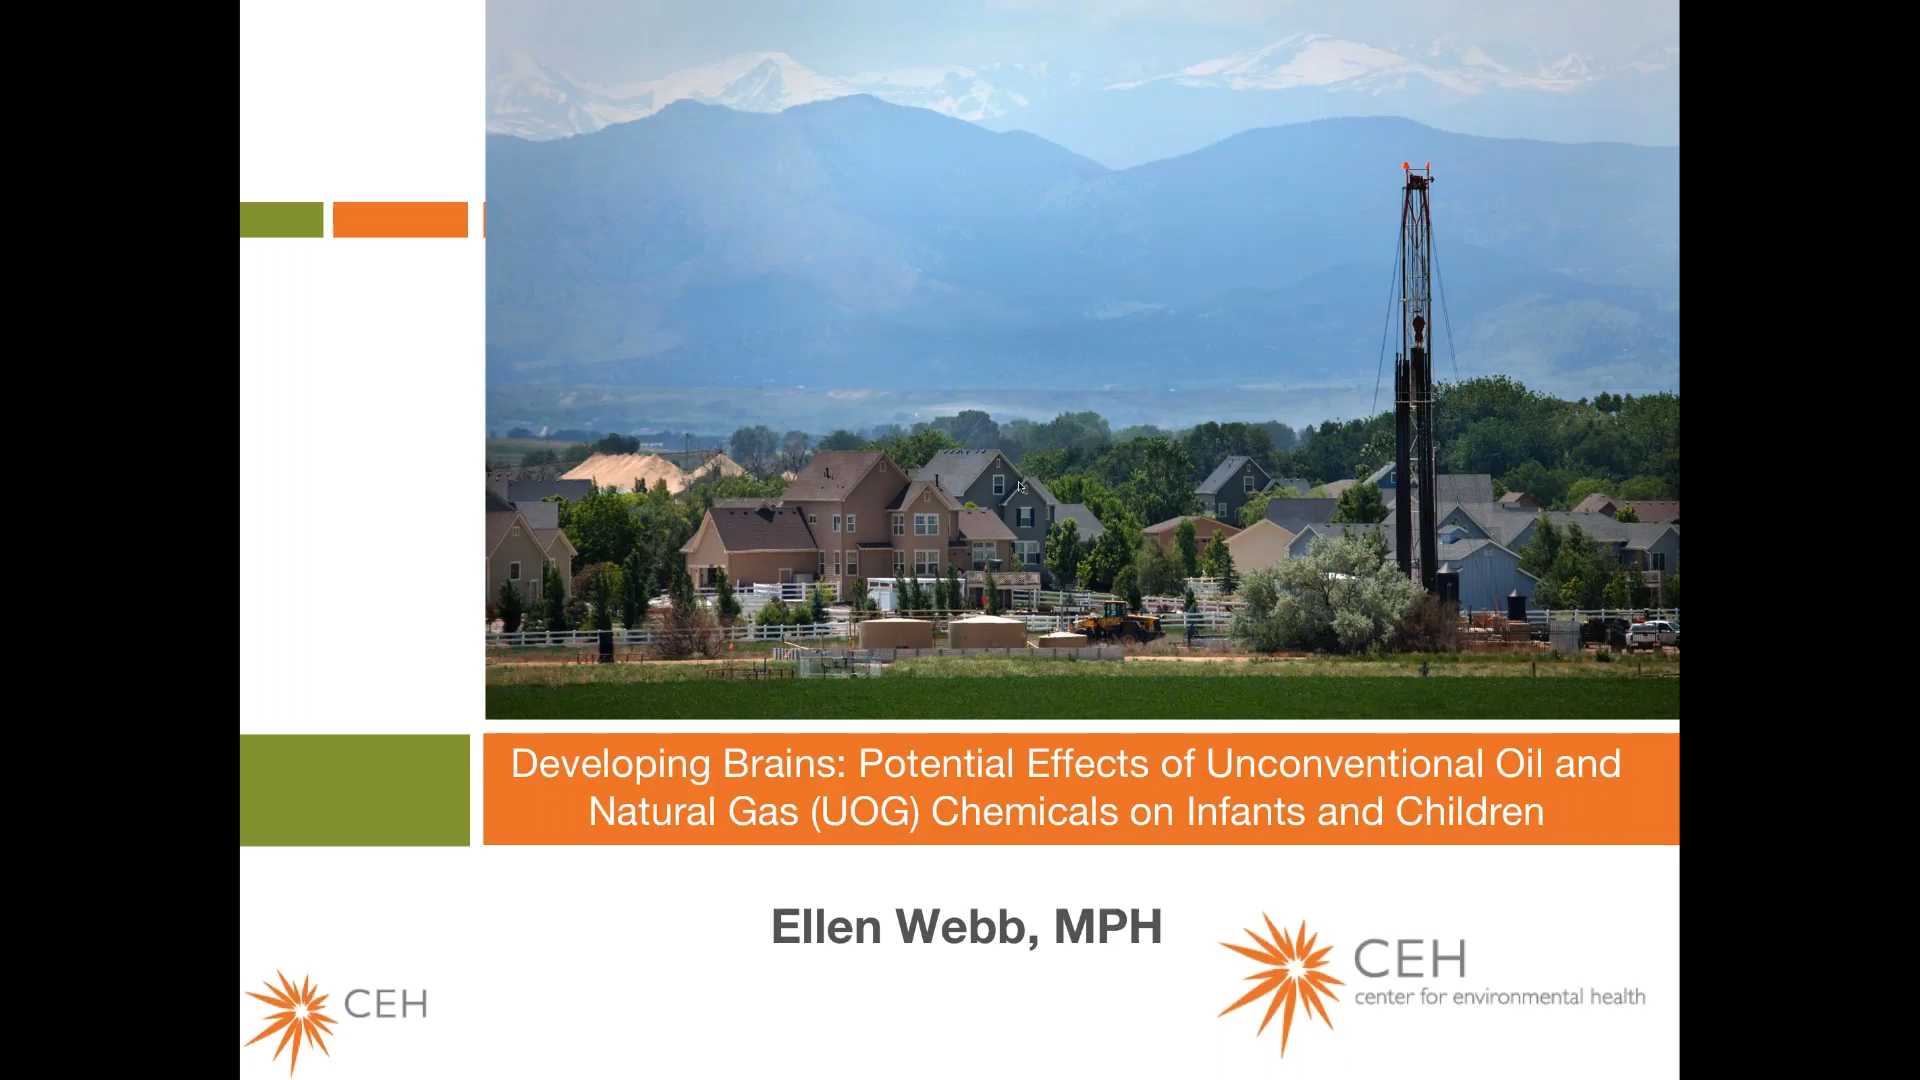 Developing Brains: Potential Effects of Unconventional Oil and
Natural Gas (UOG) Chemicals on Infants and Children
Ellen Webb, MPH
CEH
center for environmental health
CEH